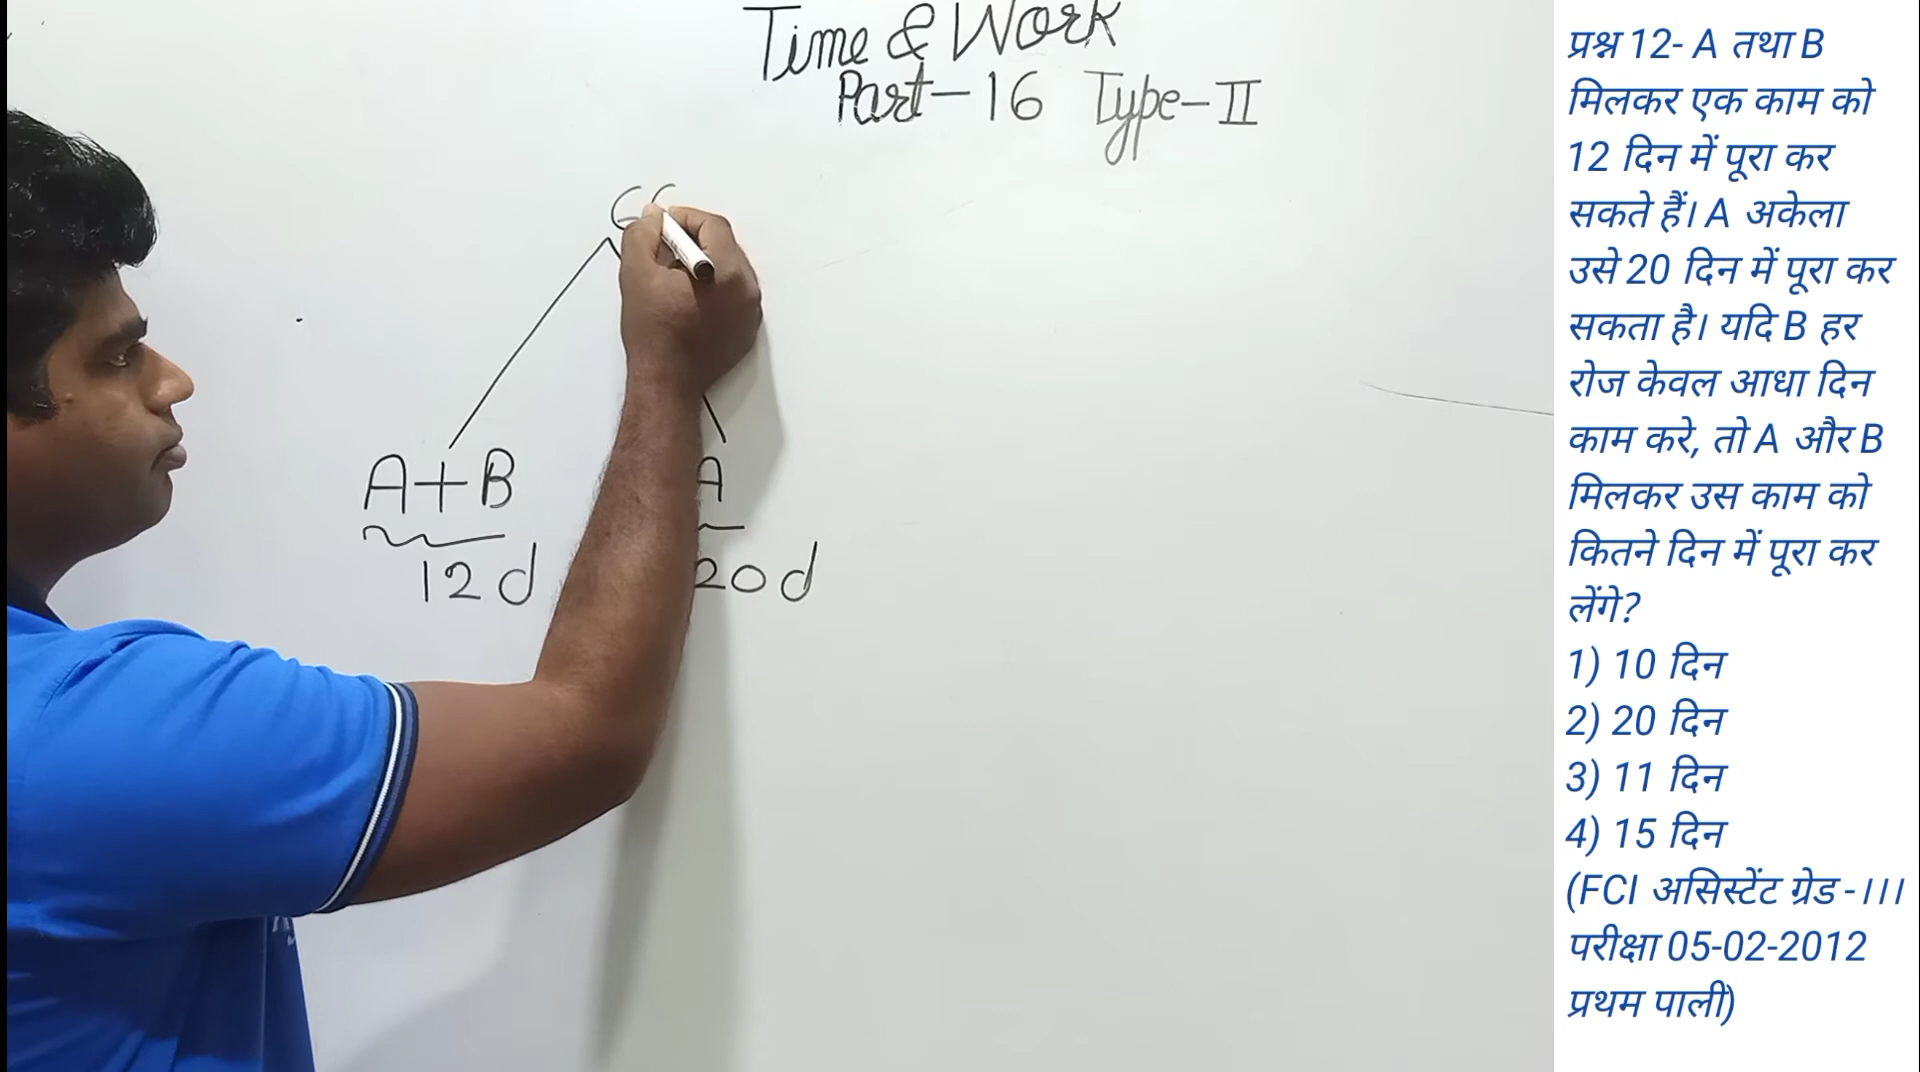 Time & Work
Part-16 Type-II
A+B
A
12d
20d
प्रश्न 12- A तथा B
मिलकर एक काम को
12 दिन में पूरा कर
सकते हैं। A अकेला
उसे 20 दिन में पूरा कर
सकता है। यदि B हर
रोज केवल आधा दिन
काम करे, तो A और B
मिलकर उस काम को
कितने दिन में पूरा कर
लेंगे?
1) 10 दिन
2) 20 दिन
3) 11 दिन
4) 15 दिन
(FCI असिस्टेंट ग्रेड -।।।
परीक्षा 05-02-2012
प्रथम पाली)